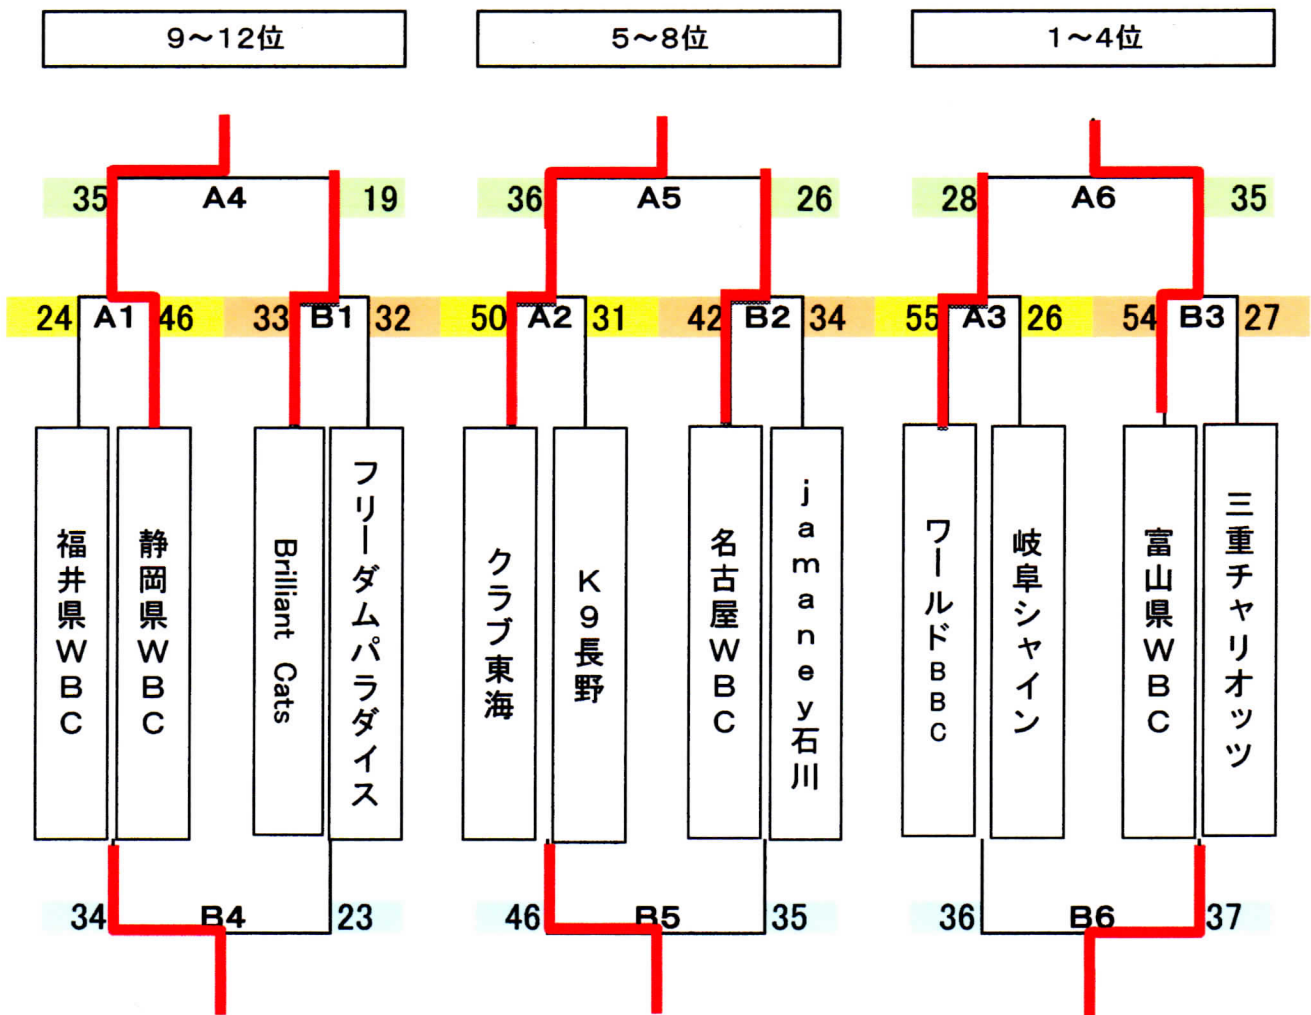 9～12位
5～8位
1～4位
35 A4 19
36 A5 26
28 A6 35
24 A1 46 33 B1 32
50 A2 31 42 B2 34
55 A3 26 54 B3 27
福井県WBC
静岡県WBC
Brilliant Cats
フリーダムパラダイス
クラブ東海
K9長野
名古屋WBC
jamaney石川
ワールドBBC
岐阜シャイン
富山県WBC
三重チャリオッツ
34 B4 23
46 B5 35
36 B6 37